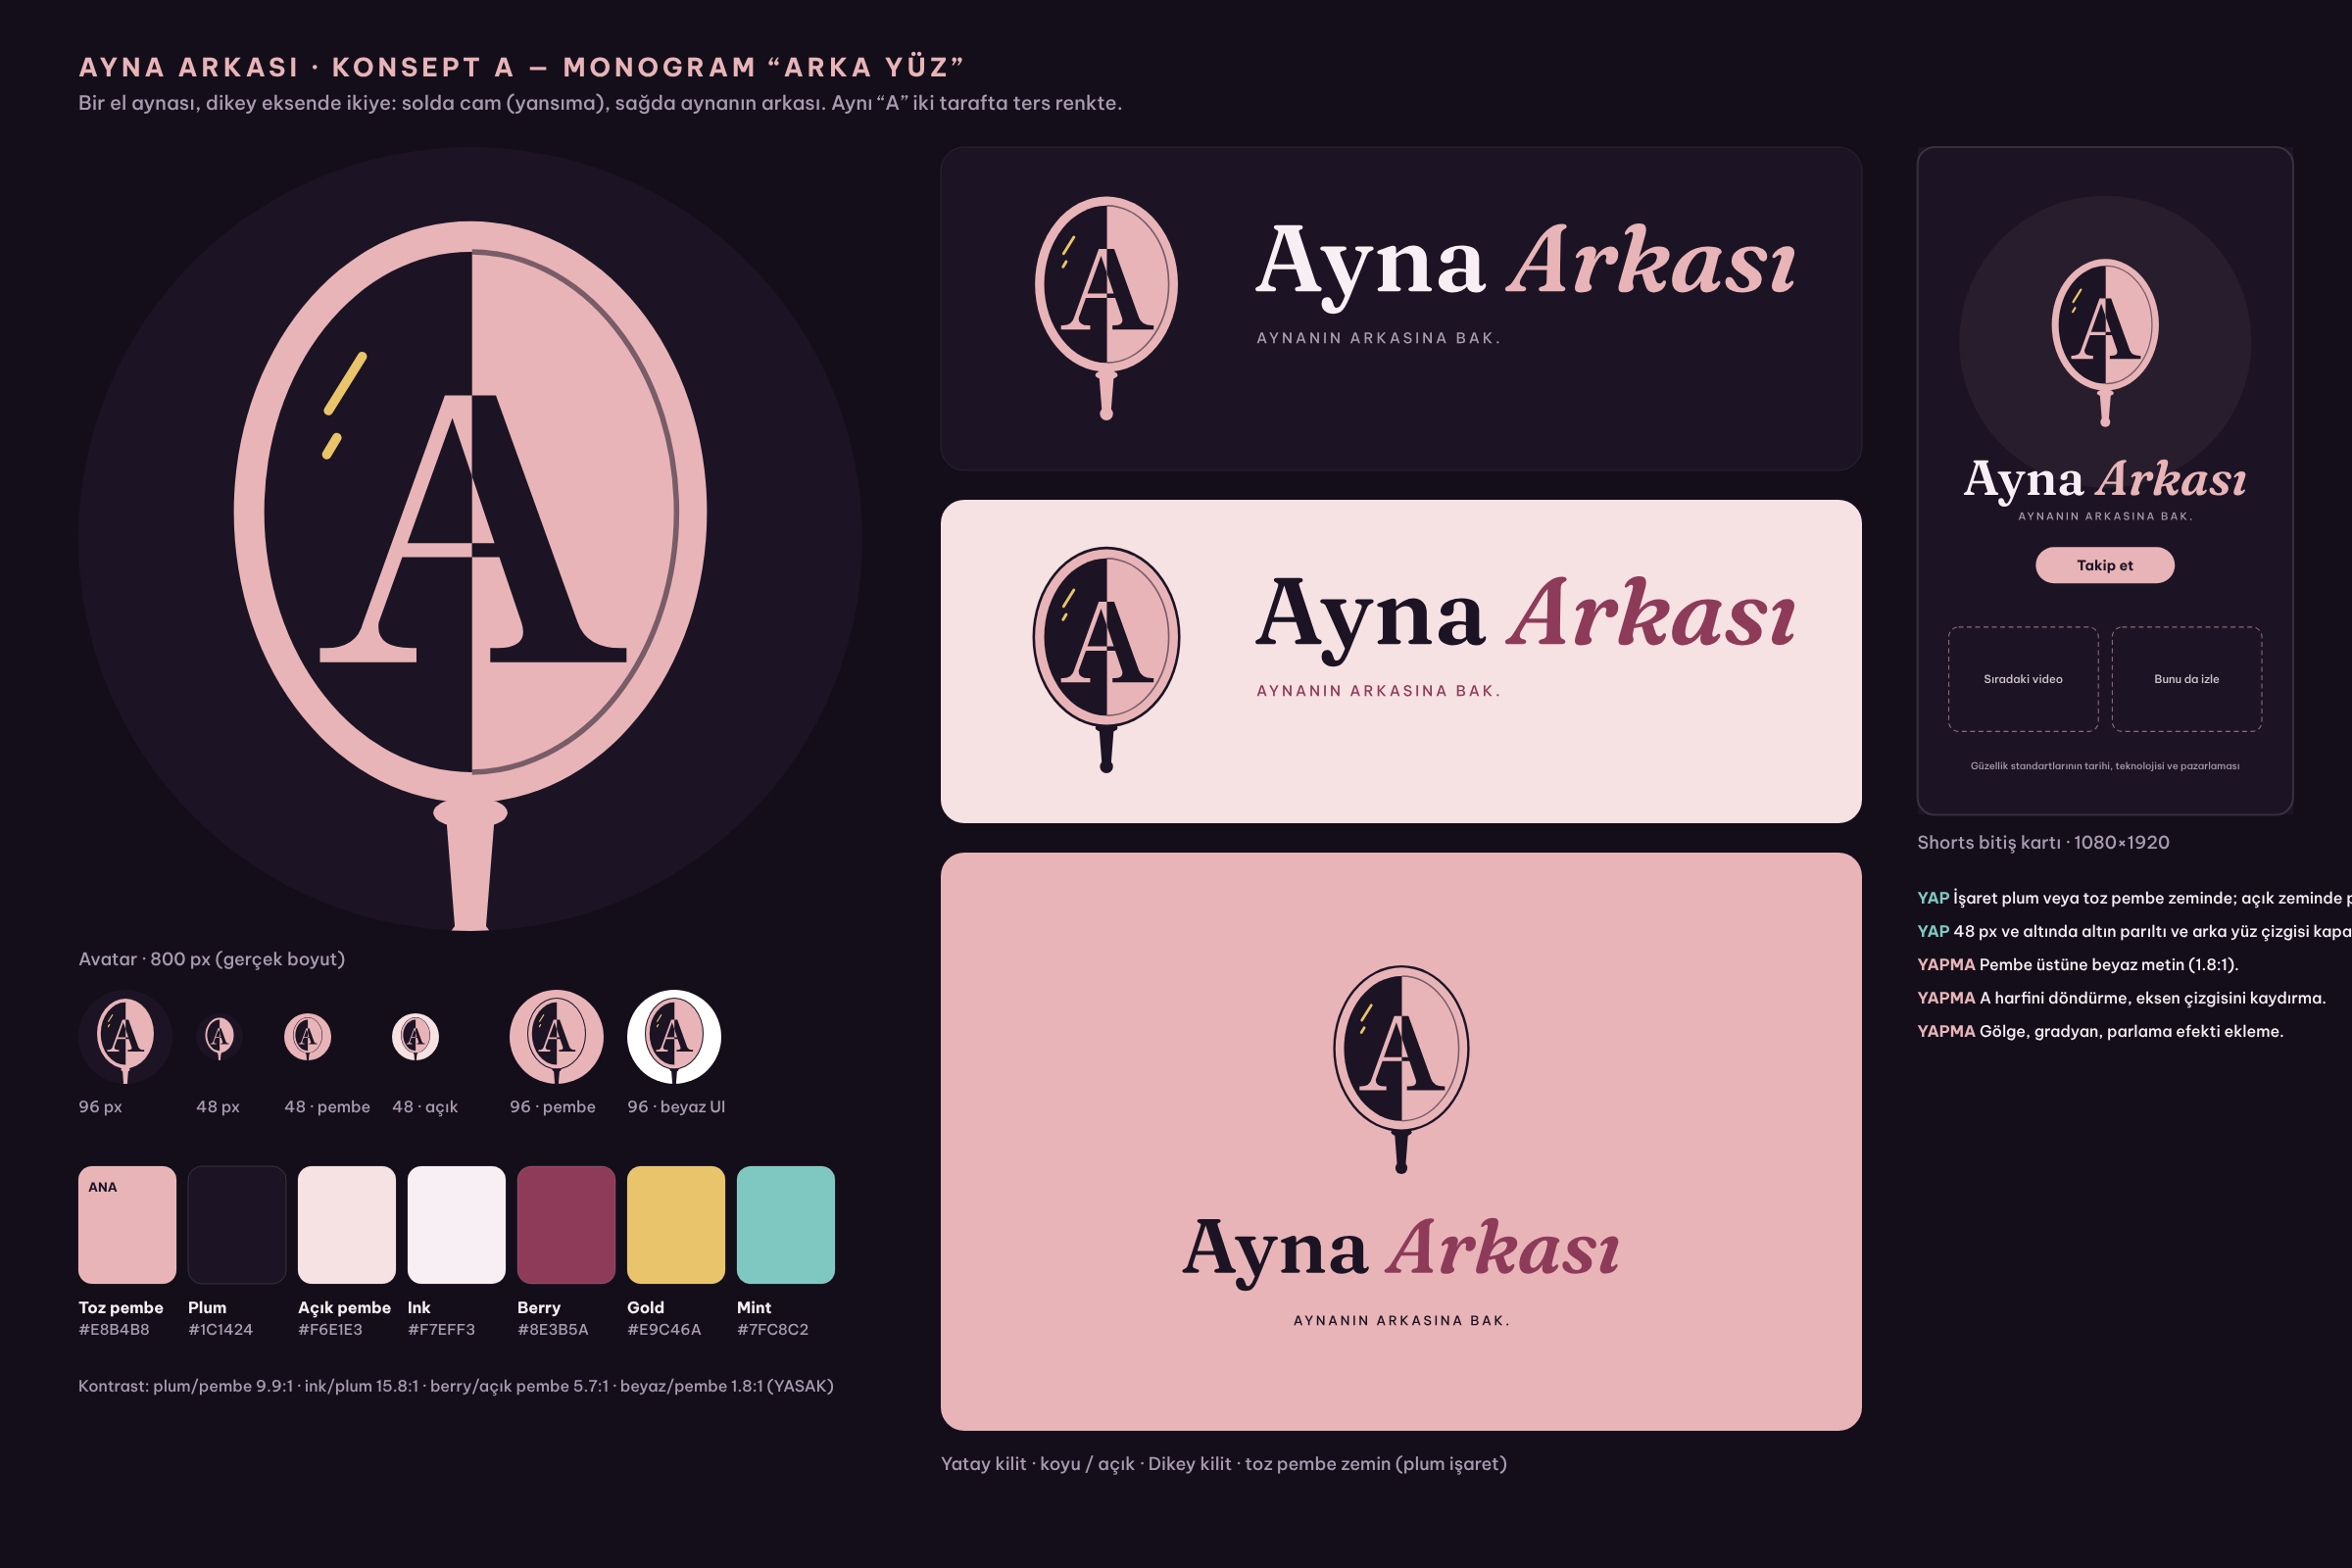 AYNA ARKASI · KONSEPT A — MONOGRAM “ARKA YÜZ”
Bir el aynası, dikey eksende ikiye: solda cam (yansıma), sağda aynanın arkası. Aynı “A” iki tarafta ters renkte.
A
Avatar · 800 px (gerçek boyut)
A
A
A
A
A
A
96 px
48 px
48 · pembe
48 · açık
96 · pembe
96 · beyaz UI
ANA
Toz pembe
#E8B4B8
Plum
#1C1424
Açık pembe
#F6E1E3
Ink
#F7EFF3
Berry
#8E3B5A
Gold
#E9C46A
Mint
#7FC8C2
Kontrast: plum/pembe 9.9:1 · ink/plum 15.8:1 · berry/açık pembe 5.7:1 · beyaz/pembe 1.8:1 (YASAK)
A
Ayna Arkası
AYNANIN ARKASINA BAK.
A
Ayna Arkası
AYNANIN ARKASINA BAK.
A
Ayna Arkası
AYNANIN ARKASINA BAK.
Yatay kilit · koyu / açık · Dikey kilit · toz pembe zemin (plum işaret)
A
Ayna Arkası
AYNANIN ARKASINA BAK.
Takip et
Sıradaki video
Bunu da izle
Güzellik standartlarının tarihi, teknolojisi ve pazarlaması
Shorts bitiş kartı · 1080×1920
YAP İşaret plum veya toz pembe zeminde; açık zeminde
YAP 48 px ve altında altın parıltı ve arka yüz çizgisi kapa
YAPMA Pembe üstüne beyaz metin (1.8:1).
YAPMA A harfini döndürme, eksen çizgisini kaydırma.
YAPMA Gölge, gradyan, parlama efekti ekleme.